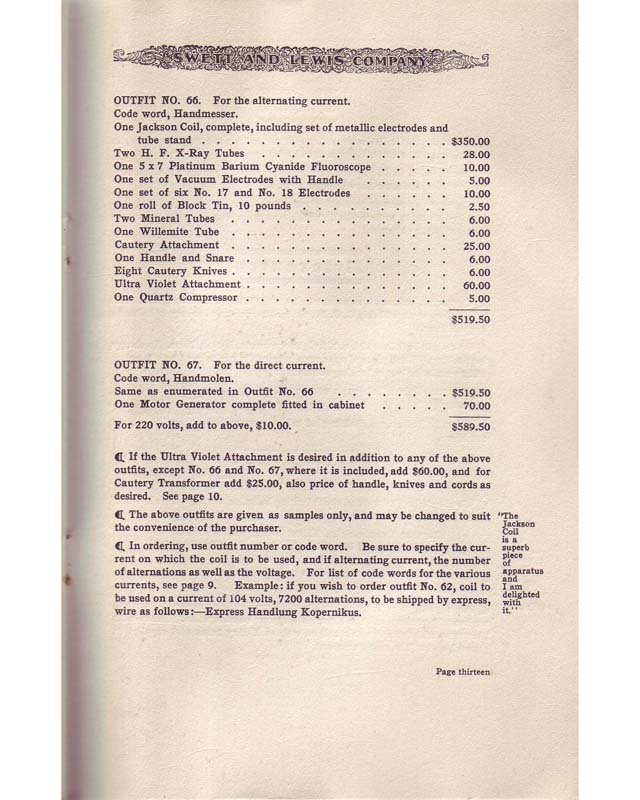 SWETT AND LEWIS COMPANY
OUTFIT NO. 66. For the alternating current.
Code word, Handmesser.
One Jackson Coil, complete, including set of metallic electrodes and
tube stand . . . . . . . . . . . . . . . . . $350.00
Two H. F. X-Ray Tubes . . . . . . . . . . . . 28.00
One 5 x 7 Platinum Barium Cyanide Fluoroscope . . . . . 10.00
One set of Vacuum Electrodes with Handle . . . . . . 5.00
One set of six No. 17 and No. 18 Electrodes . . . . . . 10.00
One roll of Block Tin, 10 pounds . . . . . . . . . . 2.50
Two Mineral Tubes . . . . . . . . . . . . . . 6.00
One Willemite Tube . . . . . . . . . . . . . . 6.00
Cautery Attachment . . . . . . . . . . . . . . 25.00
One Handle and Snare . . . . . . . . . . . . . 6.00
Eight Cautery Knives . . . . . . . . . . . . . . 6.00
Ultra Violet Attachment . . . . . . . . . . . . . 60.00
One Quartz Compressor . . . . . . . . . . . . . 5.00
$519.50
OUTFIT NO. 67. For the direct current.
Code word, Handmolen.
Same as enumerated in Outfit No. 66 . . . . . . . . $519.50
One Motor Generator complete fitted in cabinet . . . . . 70.00
For 220 volts, add to above, $10.00. $589.50
¶ If the Ultra Violet Attachment is desired in addition to any of the above
outfits, except No. 66 and No. 67, where it is included, add $60.00, and for
Cautery Transformer add $25.00, also price of handle, knives and cords as
desired. See page 10.
¶ The above outfits are given as samples only, and may be changed to suit
the convenience of the purchaser.
¶ In ordering, use outfit number or code word. Be sure to specify the cur-
rent on which the coil is to be used, and if alternating current, the number
of alternations as well as the voltage. For list of code words for the various
currents, see page 9. Example: if you wish to order outfit No. 62, coil to
be used on a current of 104 volts, 7200 alternations, to be shipped by express,
wire as follows:—Express Handlung Kopernikus.
"The
Jackson
Coil
is a
superb
piece
of
apparatus
and
I am
delighted
with
it."
Page thirteen